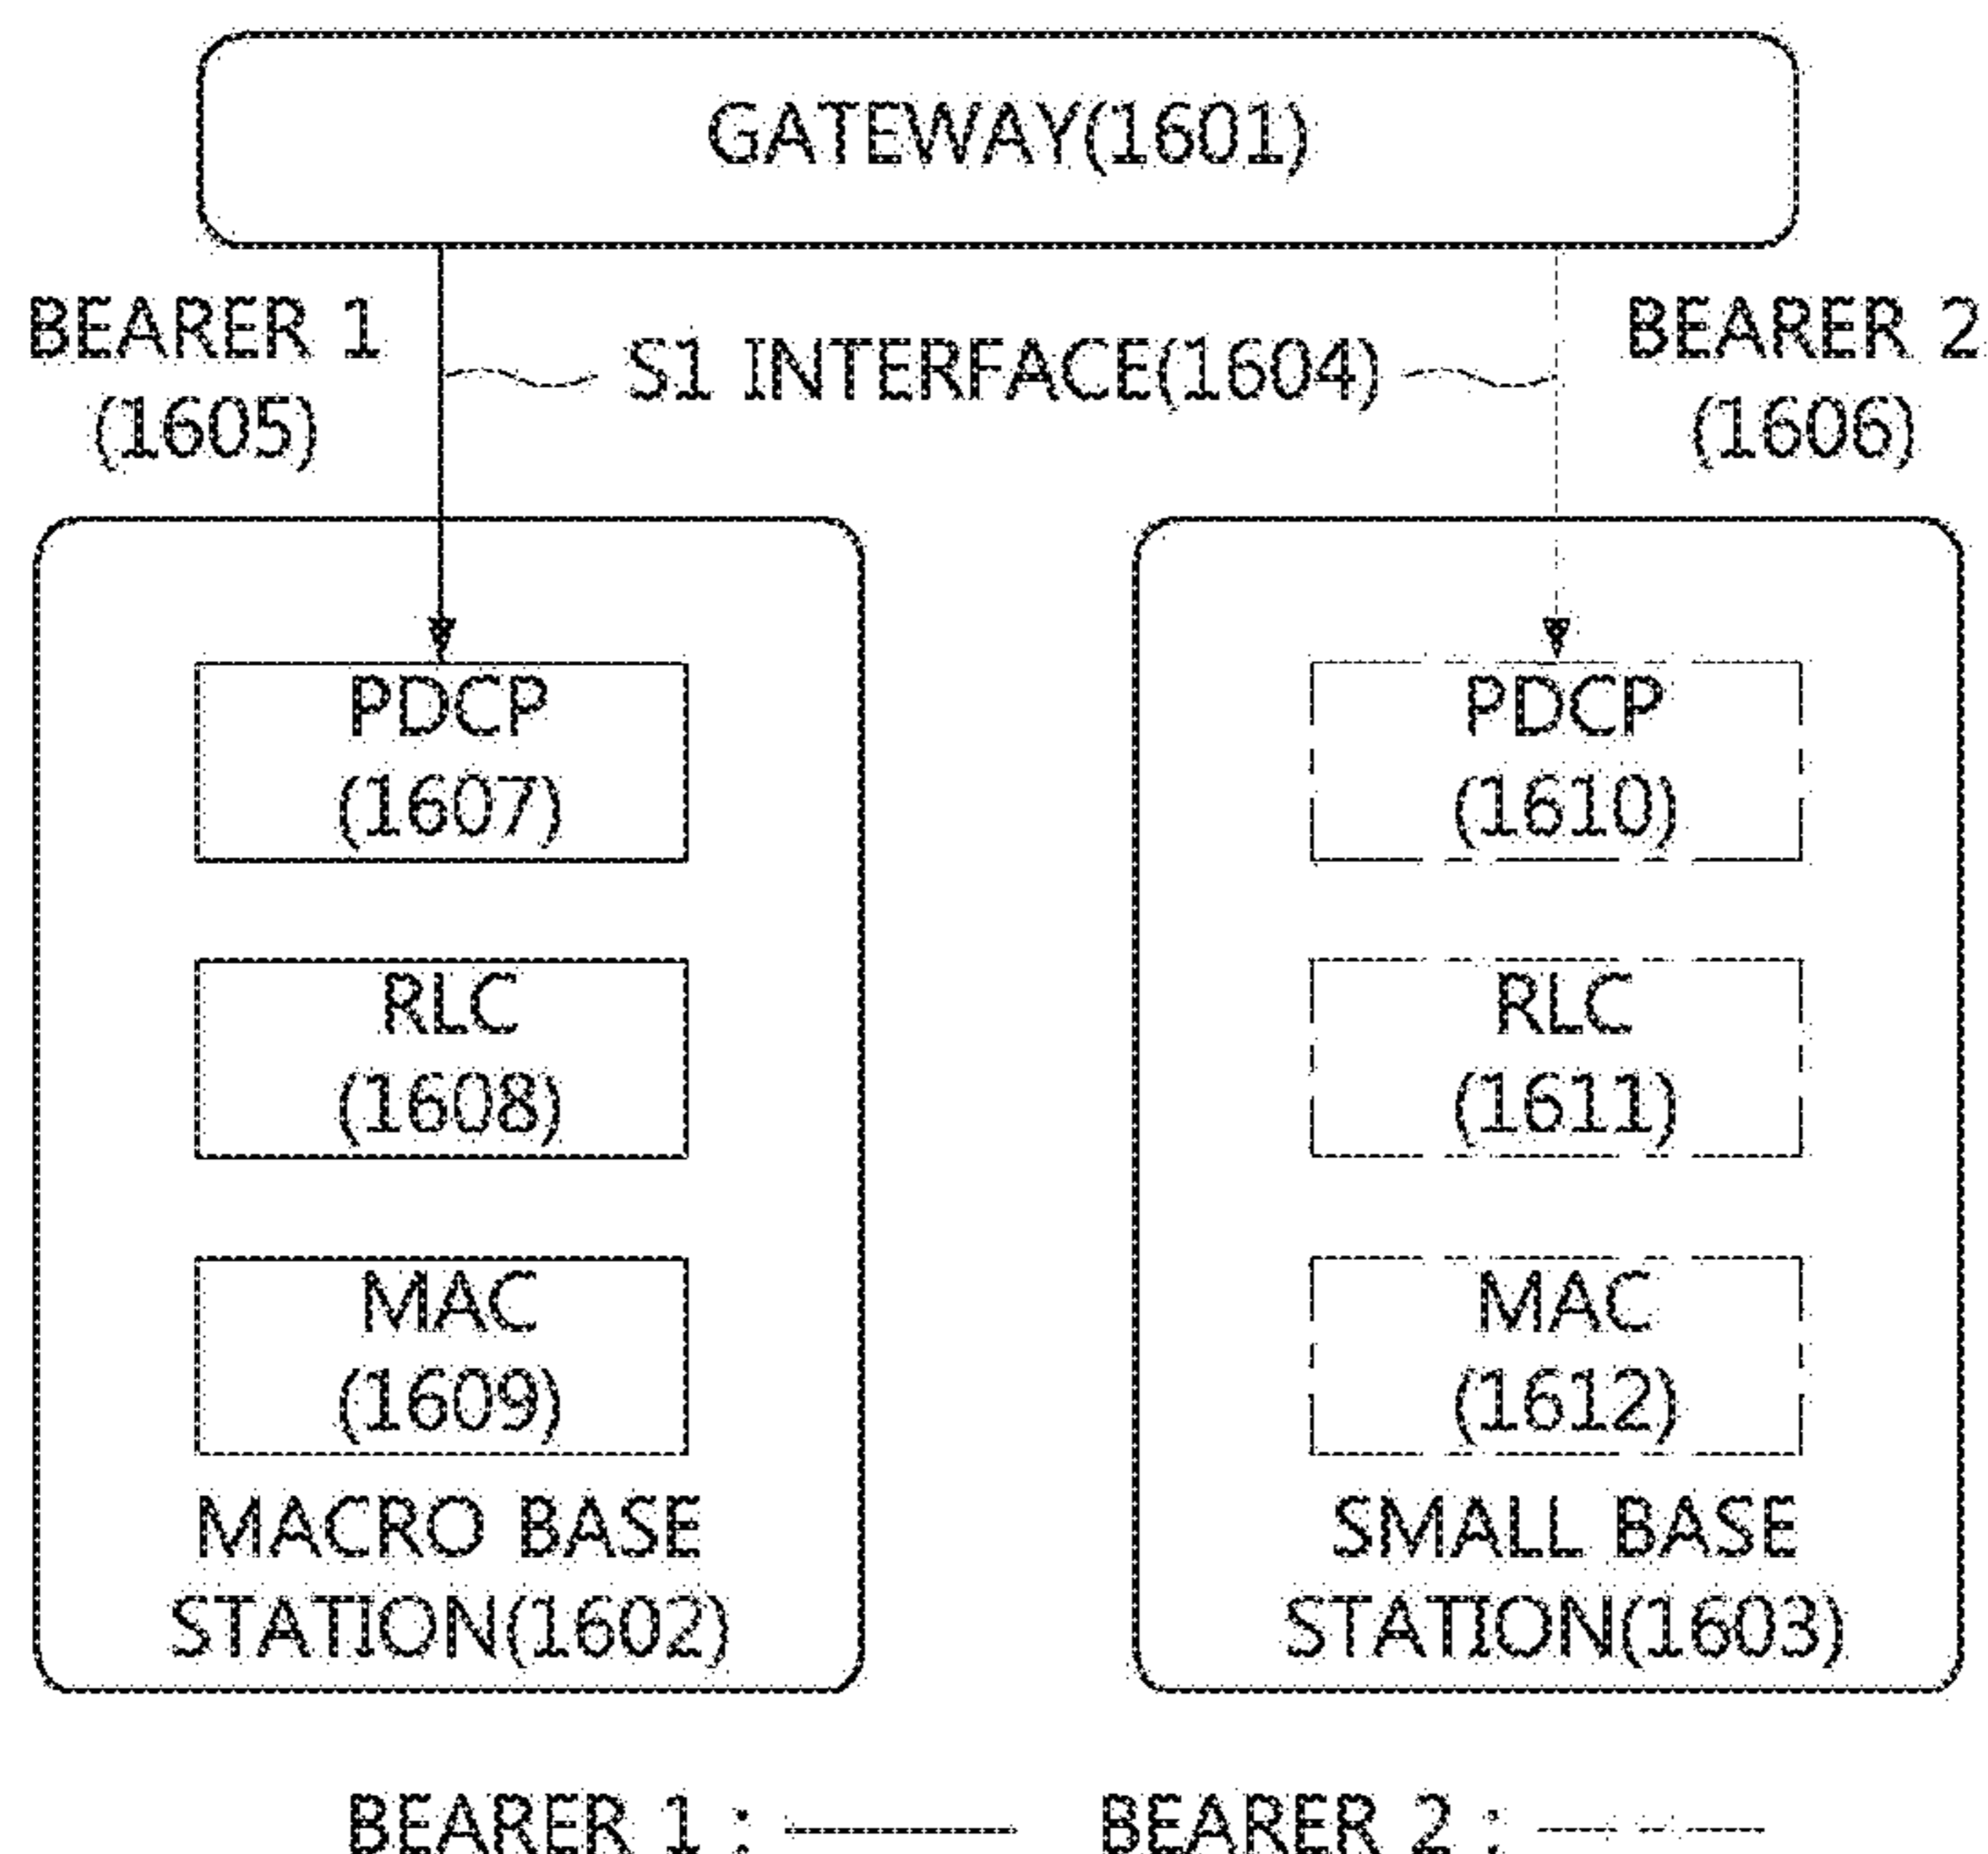 GATEWAY(1601)
BEARER 1
(1605)
S1 INTERFACE(1604)
BEARER 2
(1606)
PDCP
(1607)
RLC
(1608)
MAC
(1609)
MACRO BASE
STATION(1602)
PDCP
(1610)
RLC
(1611)
MAC
(1612)
SMALL BASE
STATION(1603)
BEARER 1 :
BEARER 2 :